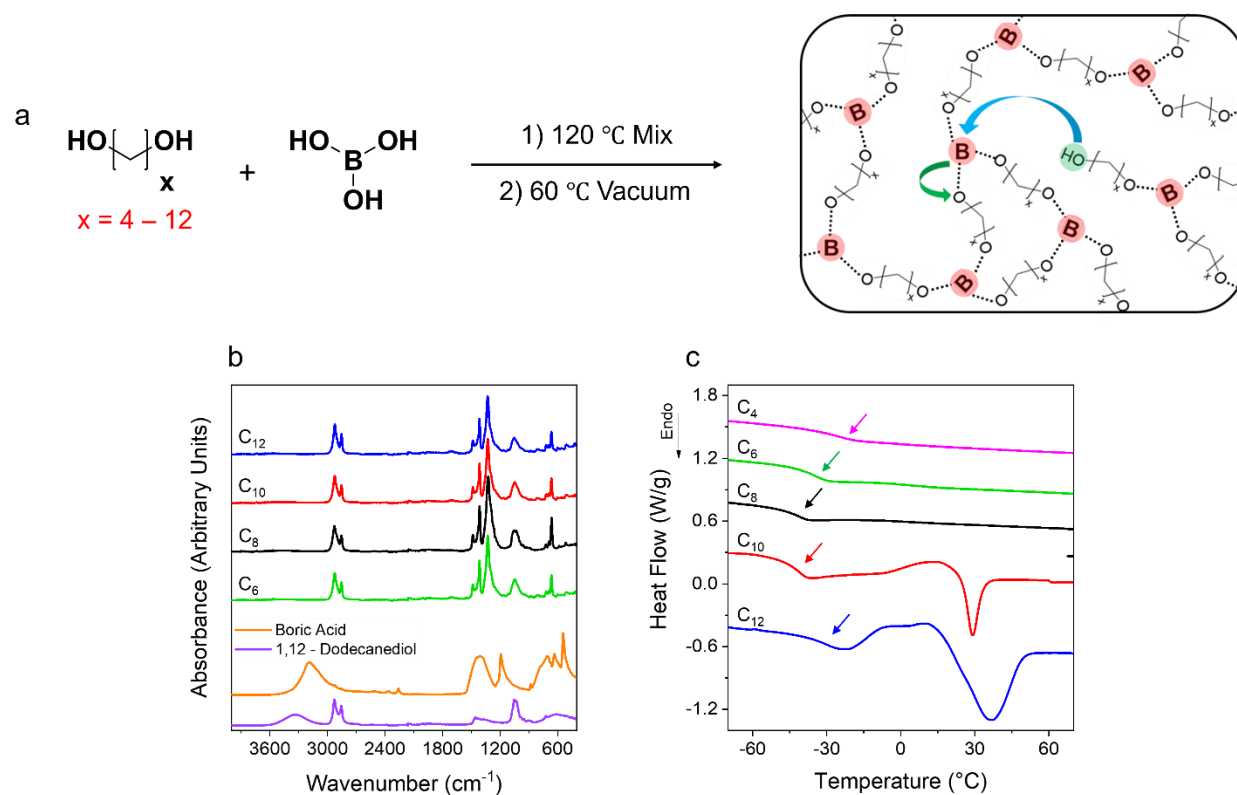 a
HO
OH
x
x = 4 – 12
+
HO
OH
B
OH
1) 120 ℃ Mix
2) 60 ℃ Vacuum
B
B
B
B
B
B
B
B
HO
O
O
O
O
O
O
O
O
x
x
x
x
b
C12
C10
C8
C6
Boric Acid
1,12 - Dodecanediol
Absorbance (Arbitrary Units)
3600 3000 2400 1800 1200 600
Wavenumber (cm-1)
c
Endo
C4
C6
C8
C10
C12
1.8
1.2
0.6
0.0
-0.6
-1.2
Heat Flow (W/g)
-60 -30 0 30 60
Temperature (°C)